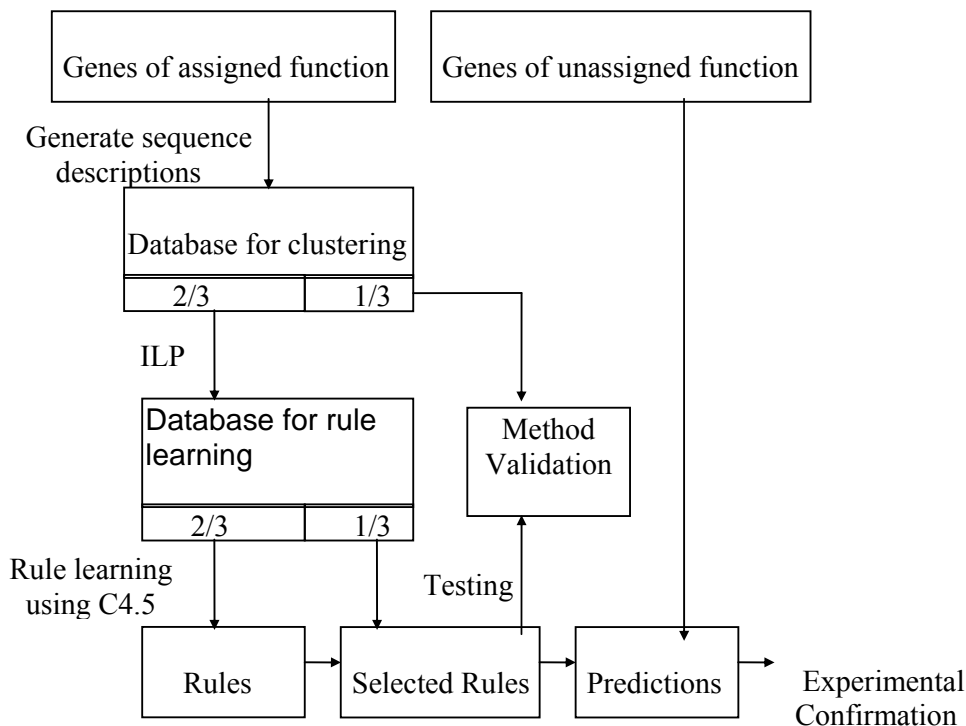 Genes of assigned function
Genes of unassigned function
Generate sequence
descriptions
Database for clustering
2/3
1/3
ILP
Database for rule
learning
Method
Validation
2/3
1/3
Rule learning
using C4.5
Testing
Rules
Selected Rules
Predictions
Experimental
Confirmation